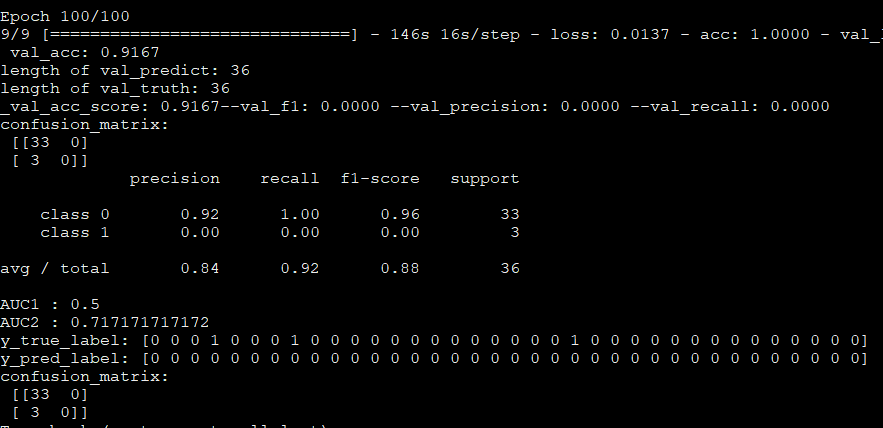 Epoch 100/100
9/9 [==============================] - 146s 16s/step - loss: 0.0137 - acc: 1.0000 - val_
val_acc: 0.9167
length of val_predict: 36
length of val_truth: 36
_val_acc_score: 0.9167--val_f1: 0.0000 --val_precision: 0.0000 --val_recall: 0.0000
confusion_matrix:
[[33  0]
[ 3  0]]
precision    recall  f1-score   support
class 0       0.92      1.00      0.96        33
class 1       0.00      0.00      0.00         3
avg / total       0.84      0.92      0.88        36
AUC1 : 0.5
AUC2 : 0.717171717172
y_true_label: [0 0 0 1 0 0 0 1 0 0 0 0 0 0 0 0 0 0 0 0 0 1 0 0 0 0 0 0 0 0 0 0 0 0 0 0]
y_pred_label: [0 0 0 0 0 0 0 0 0 0 0 0 0 0 0 0 0 0 0 0 0 0 0 0 0 0 0 0 0 0 0 0 0 0 0 0]
confusion_matrix:
[[33  0]
[ 3  0]]